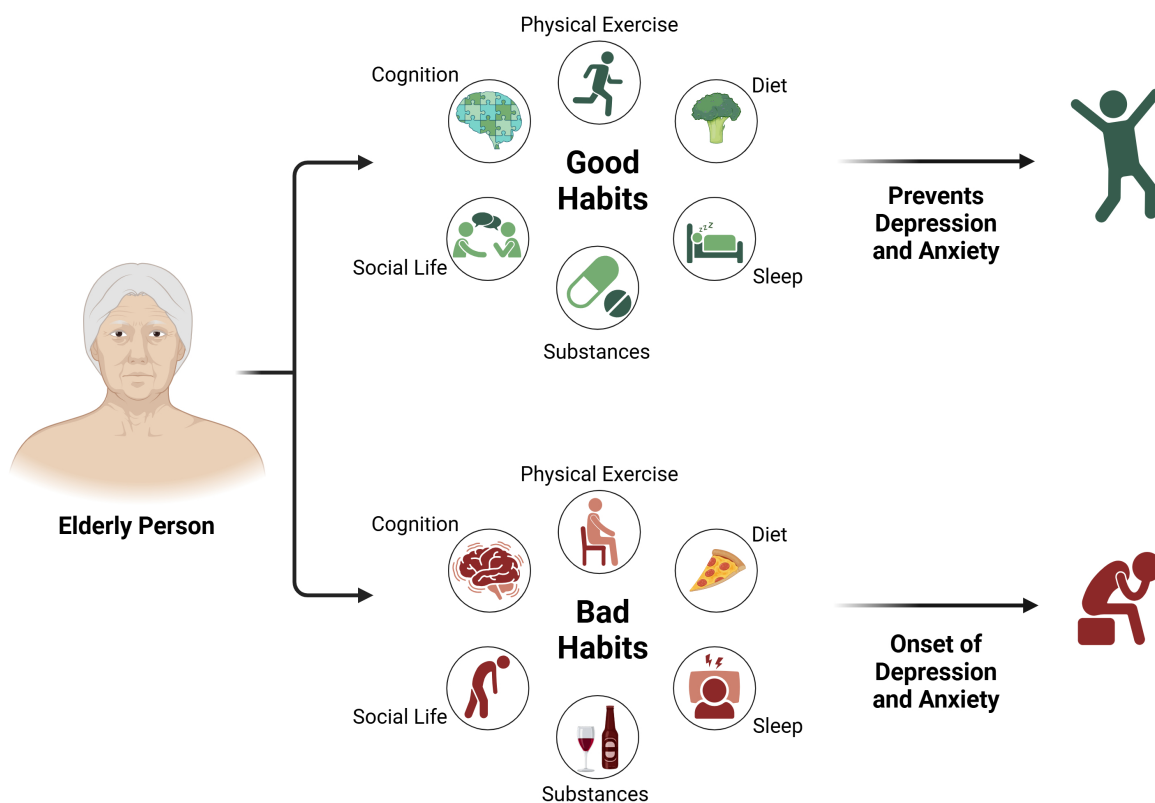 Physical Exercise
Cognition
Diet
Good
Habits
Social Life
Sleep
zzz
Substances
Prevents
Depression
and Anxiety
Elderly Person
Physical Exercise
Cognition
Diet
Bad
Habits
Social Life
Sleep
Substances
Onset of
Depression
and Anxiety